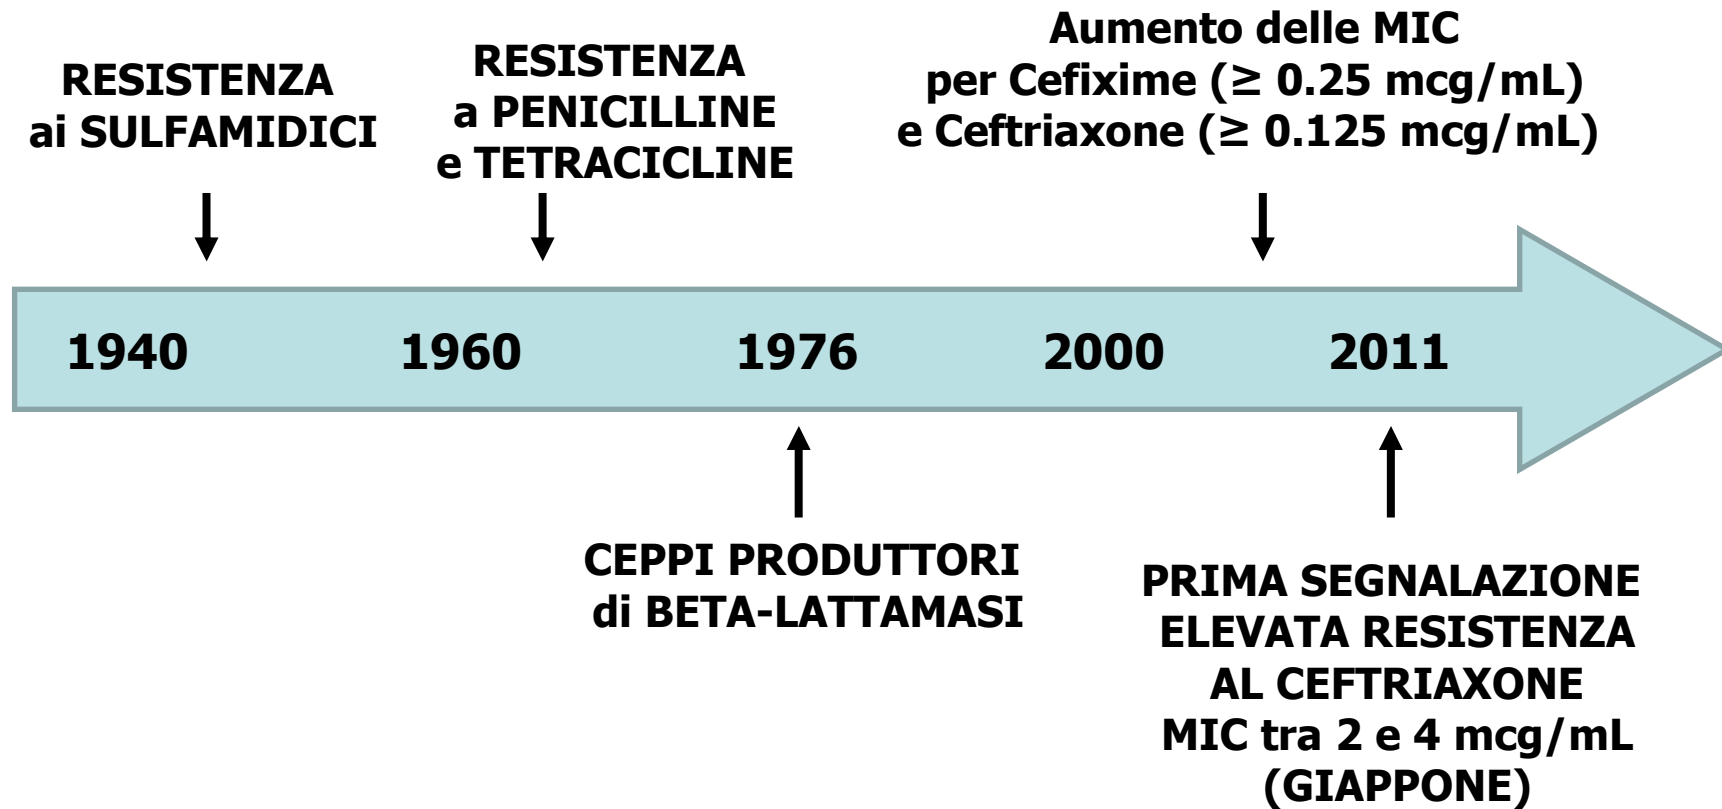 RESISTENZA
ai SULFAMIDICI
RESISTENZA
a PENICILLINE
e TETRACICLINE
Aumento delle MIC
per Cefixime (≥ 0.25 mcg/mL)
e Ceftriaxone (≥ 0.125 mcg/mL)
1940
1960
1976
2000
2011
CEPPI PRODUTTORI
di BETA-LATTAMASI
PRIMA SEGNALAZIONE
ELEVATA RESISTENZA
AL CEFTRIAXONE
MIC tra 2 e 4 mcg/mL
(GIAPPONE)